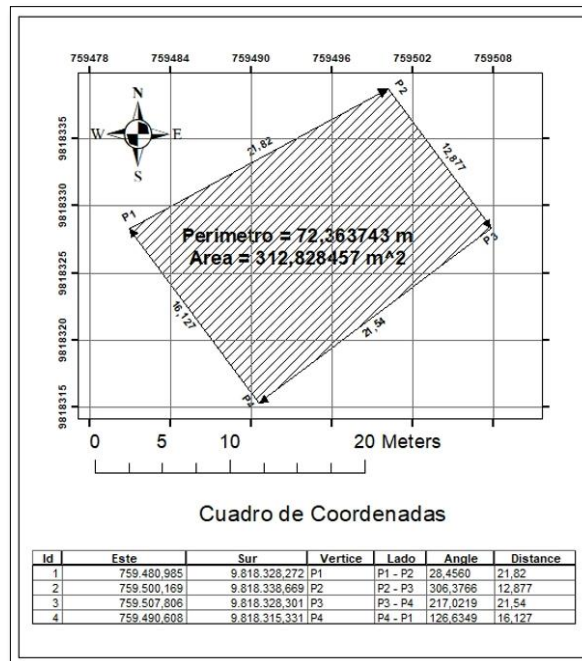 759478 759484 759490 759496 759502 759508
N
W E
S
9818335
9818330
9818325
9818320
9818315
P1
P2
P3
P4
21,82
12,877
21,54
16,127
Perimetro = 72,363743 m
Area = 312,828457 m^2
0 5 10 20 Meters
Cuadro de Coordenadas
Id Este Sur Vertice Lado Angle Distance
1 759.480,985 9.818.328,272 P1 P1 - P2 28,4560 21,82
2 759.500,169 9.818.338,669 P2 P2 - P3 306,3766 12,877
3 759.507,806 9.818.328,301 P3 P3 - P4 217,0219 21,54
4 759.490,608 9.818.315,331 P4 P4 - P1 126,6349 16,127